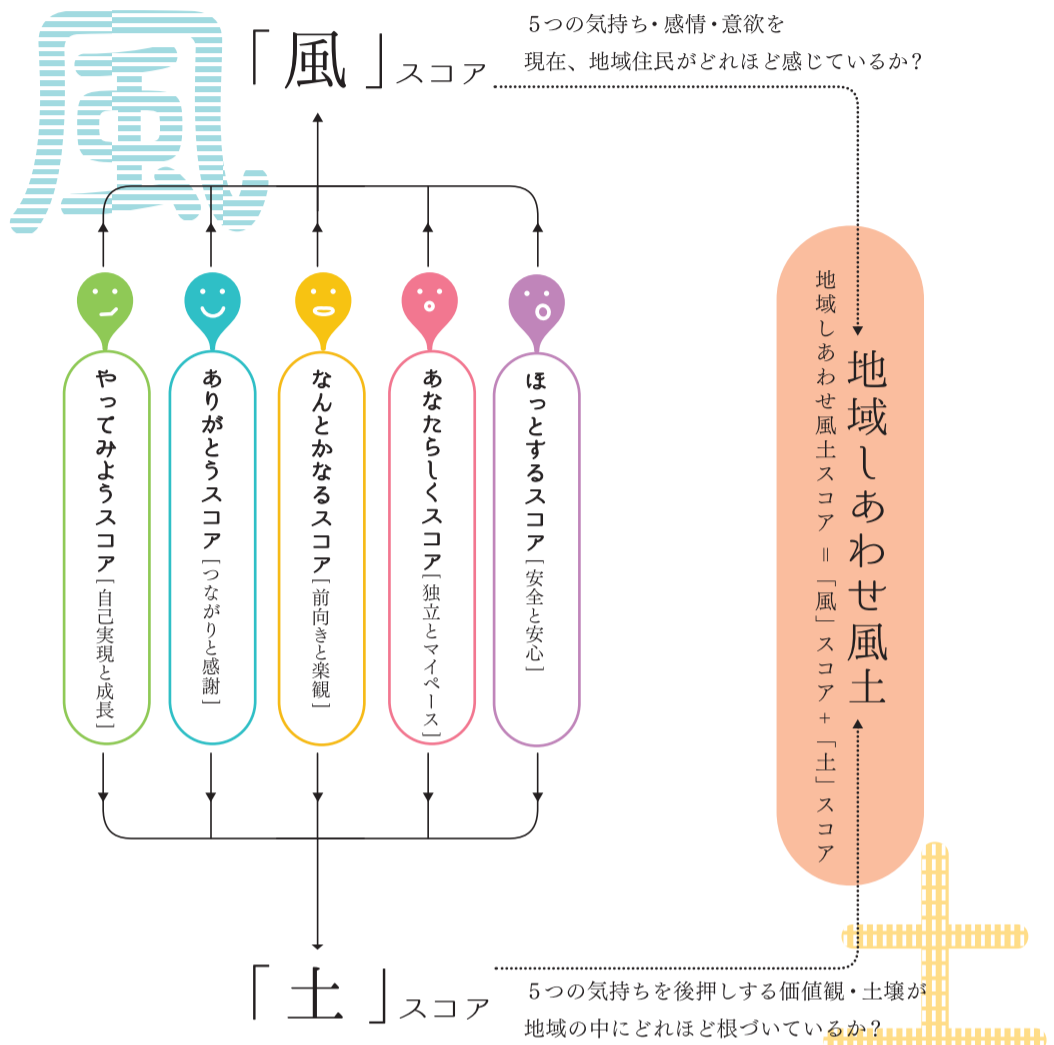 風
「風」スコア
5つの気持ち・感情・意欲を
現在、地域住民がどれほど感じているか？
やってみようスコア[自己実現と成長]
ありがとうスコア[つながりと感謝]
なんとかなるスコア[前向きと楽観]
あなたらしくスコア[独立とマイペース]
ほっとするスコア[安全と安心]
地域しあわせ風土
地域しあわせ風土スコア＝「風」スコア＋「土」スコア
「土」スコア
5つの気持ちを後押しする価値観・土壌が
地域の中にどれほど根づいているか？
土